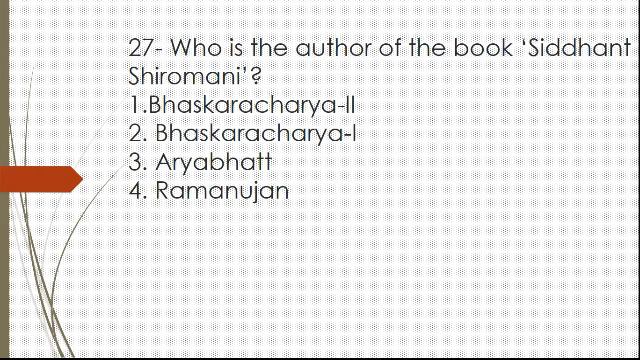 27- Who is the author of the book ‘Siddhant
Shiromani’?
1.Bhaskaracharya-II
2. Bhaskaracharya-I
3. Aryabhatt
4. Ramanujan